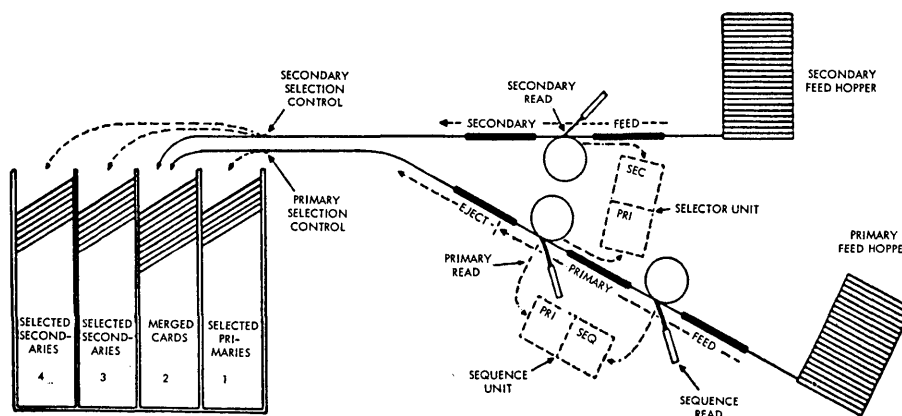 SECONDARY
SELECTION
CONTROL
SECONDARY
READ
SECONDARY
FEED HOPPER
SECONDARY
FEED
SEC
PRI
SELECTOR UNIT
PRIMARY
SELECTION
CONTROL
EJECT
PRIMARY
READ
PRIMARY
FEED
PRIMARY
FEED HOPPE
PRI
SEQ
SEQUENCE
UNIT
SEQUENCE
READ
SELECTED
SECOND-
ARIES
4
SELECTED
SECOND-
ARIES
3
MERGED
CARDS
2
SELECTED
PRI-
MARIES
1